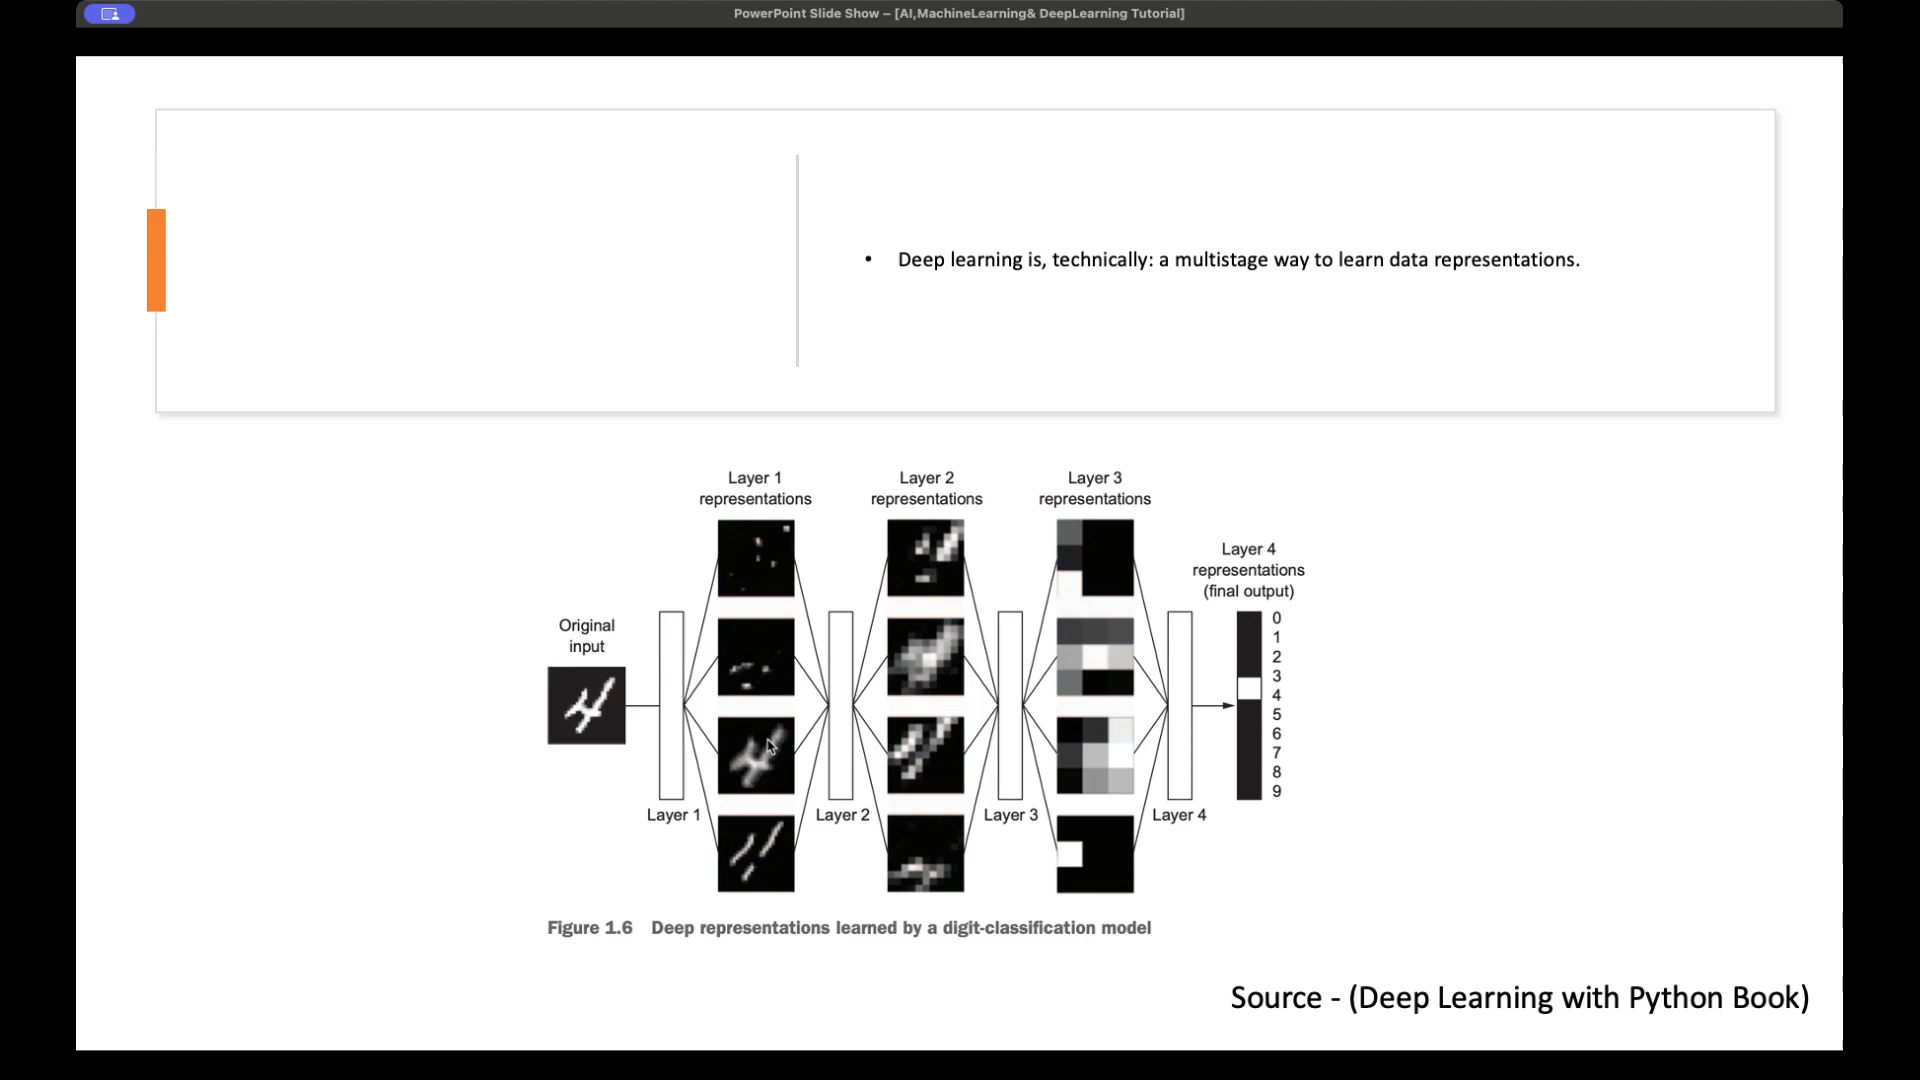 PowerPoint Slide Show – [AI,MachineLearning& DeepLearning Tutorial]
• Deep learning is, technically: a multistage way to learn data representations.
Layer 1
representations
Layer 2
representations
Layer 3
representations
Layer 4
representations
(final output)
Original
input
0
1
2
3
4
5
6
7
8
9
Layer 1
Layer 2
Layer 3
Layer 4
Figure 1.6 Deep representations learned by a digit-classification model
Source - (Deep Learning with Python Book)